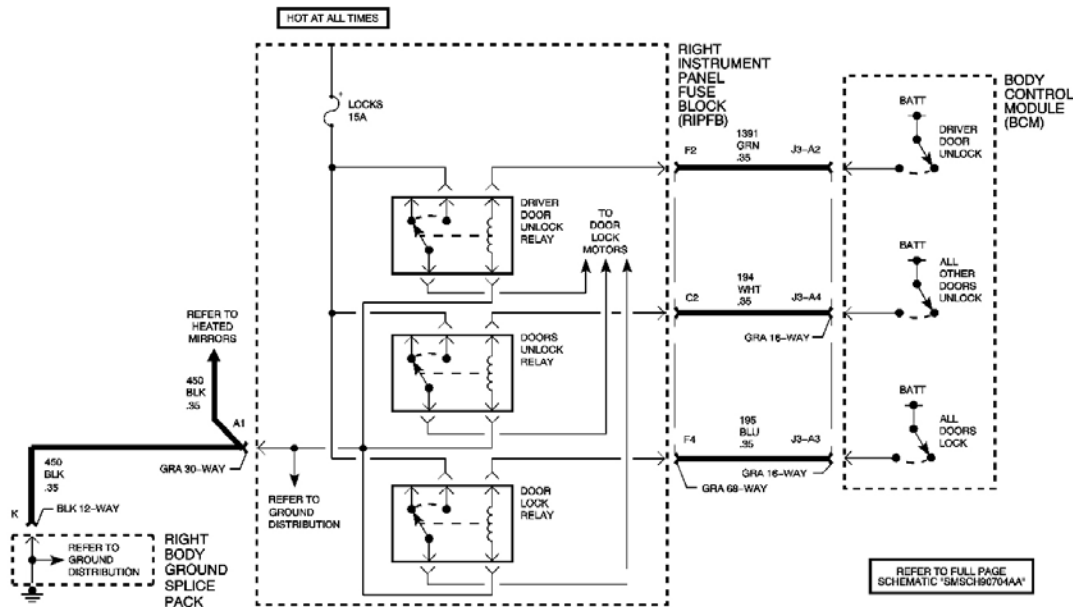 HOT AT ALL TIMES
RIGHT
INSTRUMENT
PANEL
FUSE
BLOCK
(RIPFB)
BODY
CONTROL
MODULE
(BCM)
LOCKS
15A
BATT
DRIVER
DOOR
UNLOCK
F2
1391
GRN
.35
J3-A2
DRIVER
DOOR
UNLOCK
RELAY
TO
DOOR
LOCK
MOTORS
BATT
ALL
OTHER
DOORS
UNLOCK
C2
194
WHT
.35
J3-A4
GRA 16-WAY
REFER TO
HEATED
MIRRORS
DOORS
UNLOCK
RELAY
450
BLK
.35
A1
BATT
ALL
DOORS
LOCK
F4
195
BLU
.35
J3-A3
GRA 16-WAY
GRA 68-WAY
450
BLK
.35
GRA 30-WAY
REFER TO
GROUND
DISTRIBUTION
DOOR
LOCK
RELAY
K
BLK 12-WAY
REFER TO
GROUND
DISTRIBUTION
RIGHT
BODY
GROUND
SPLICE
PACK
REFER TO FULL PAGE
SCHEMATIC "SMSCH90704AA"